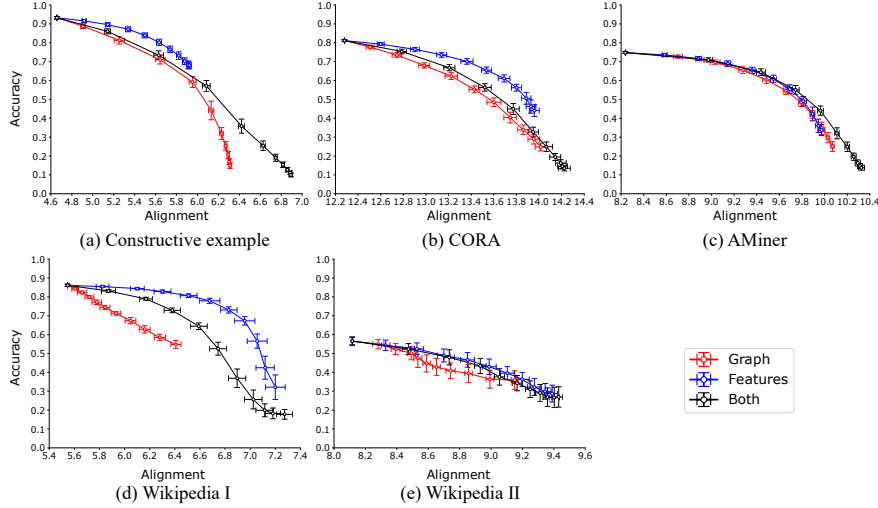 1.0
0.9
0.8
0.7
0.6
0.5
0.4
0.3
0.2
0.1
0.0
Accuracy
4.6 4.8 5.0 5.2 5.4 5.6 5.8 6.0 6.2 6.4 6.6 6.8 7.0
Alignment
(a) Constructive example
1.0
0.9
0.8
0.7
0.6
0.5
0.4
0.3
0.2
0.1
0.0
Accuracy
12.2 12.4 12.6 12.8 13.0 13.2 13.4 13.6 13.8 14.0 14.2 14.4
Alignment
(b) CORA
1.0
0.9
0.8
0.7
0.6
0.5
0.4
0.3
0.2
0.1
0.0
Accuracy
8.2 8.4 8.6 8.8 9.0 9.2 9.4 9.6 9.8 10.0 10.2 10.4
Alignment
(c) AMiner
1.0
0.9
0.8
0.7
0.6
0.5
0.4
0.3
0.2
0.1
0.0
Accuracy
5.4 5.6 5.8 6.0 6.2 6.4 6.6 6.8 7.0 7.2 7.4
Alignment
(d) Wikipedia I
1.0
0.9
0.8
0.7
0.6
0.5
0.4
0.3
0.2
0.1
0.0
Accuracy
8.0 8.2 8.4 8.6 8.8 9.0 9.2 9.4 9.6
Alignment
(e) Wikipedia II
Graph
Features
Both